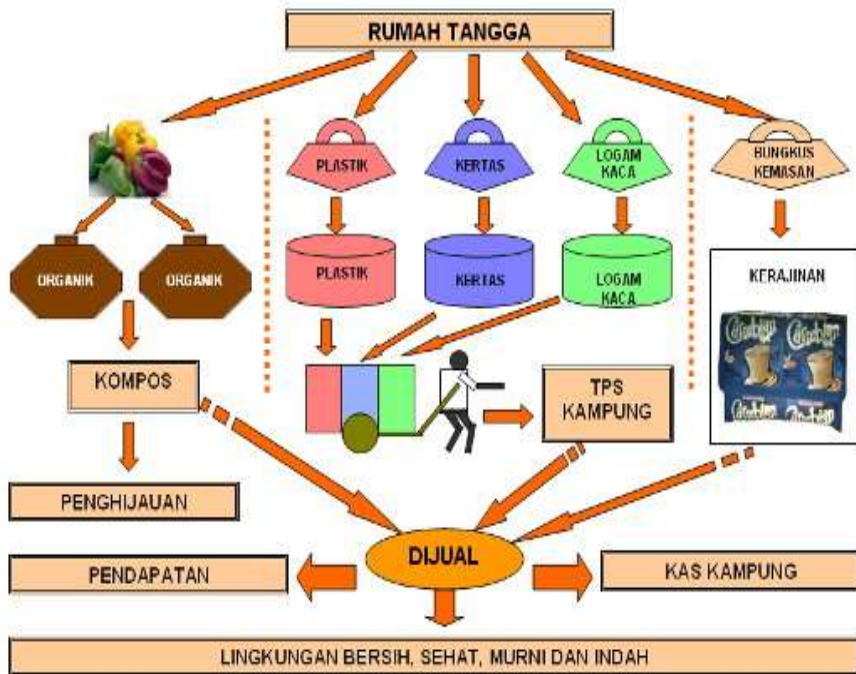 RUMAH TANGGA
PLASTIK
KERTAS
LOGAM
KACA
BUNGKUS
KEMASAN
ORGANIK
ORGANIK
PLASTIK
KERTAS
LOGAM
KACA
KERAJINAN
KOMPOS
TPS
KAMPUNG
PENGHIJAUAN
DIJUAL
PENDAPATAN
KAS KAMPUNG
LINGKUNGAN BERSIH, SEHAT, MURNI DAN INDAH